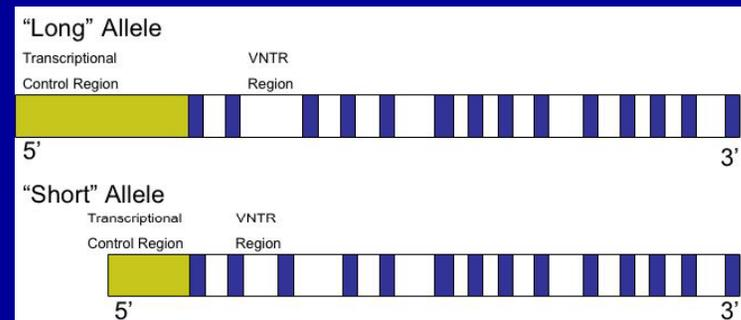 “Long” Allele
Transcriptional VNTR
Control Region Region
5’ 3’
“Short” Allele
Transcriptional VNTR
Control Region Region
5’ 3’